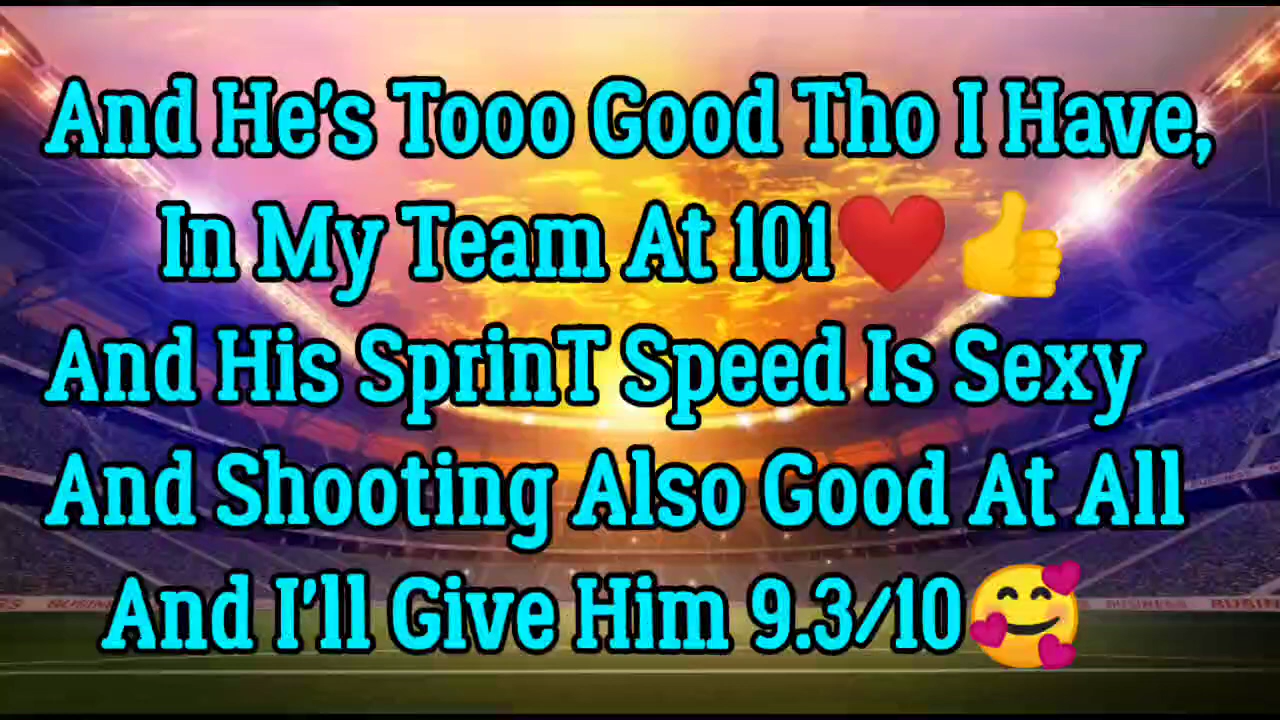 And He's Tooo Good Tho I Have,
In My Team At 101❤️👍
And His SprinT Speed Is Sexy
And Shooting Also Good At All
And I'll Give Him 9.3/10🥰
BUSINESS